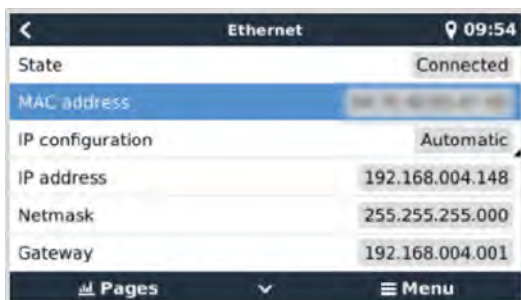 Ethernet 09:54
State Connected
MAC address
IP configuration Automatic
IP address 192.168.004.148
Netmask 255.255.255.000
Gateway 192.168.004.001
Pages Menu